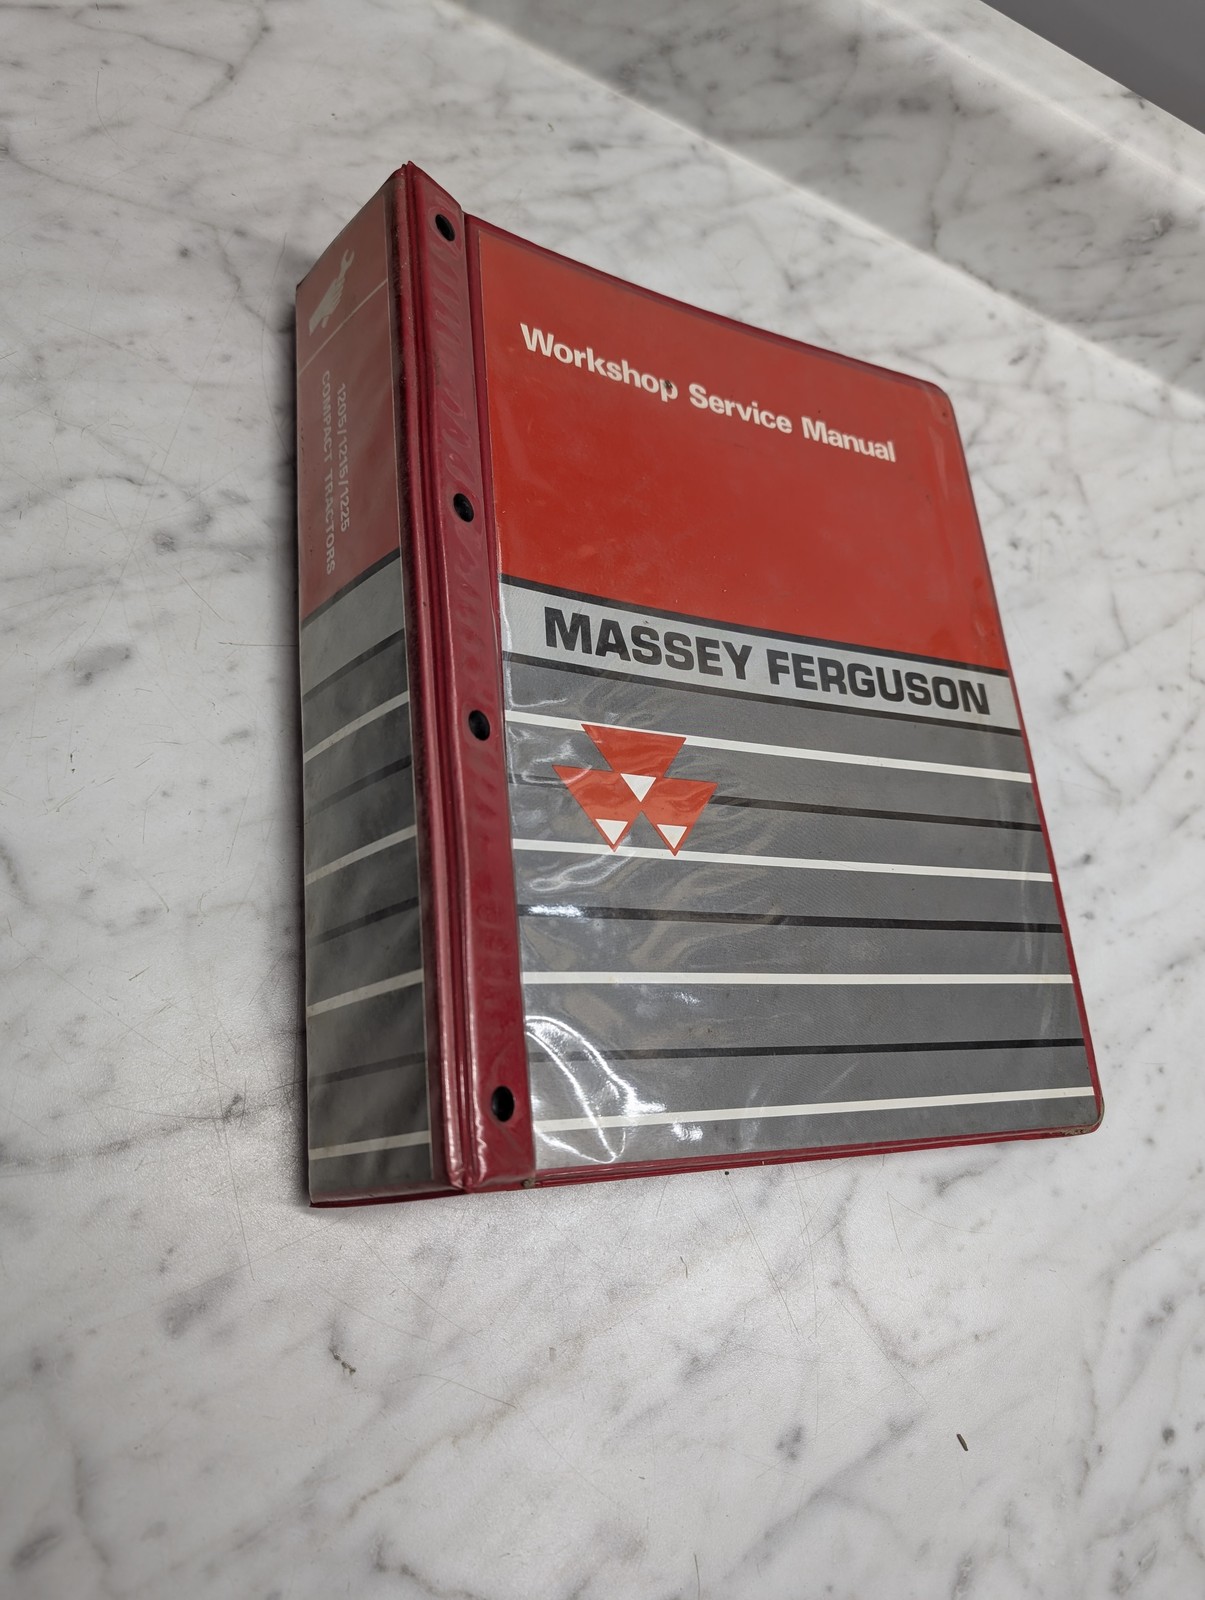 1205/1215/1225
COMPACT TRACTORS
Workshop Service Manual
MASSEY FERGUSON